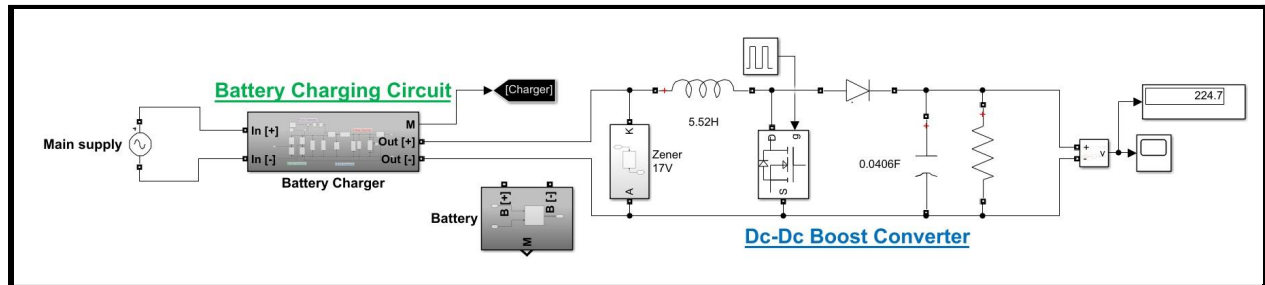 Battery Charging Circuit
[Charger]
Main supply
In [+]
In [-]
M
Out [+]
Out [-]
Battery Charger
Battery
B [+]
B [-]
M
K
A
Zener
17V
5.52H
D
g
S
0.0406F
+
-
v
224.7
Dc-Dc Boost Converter